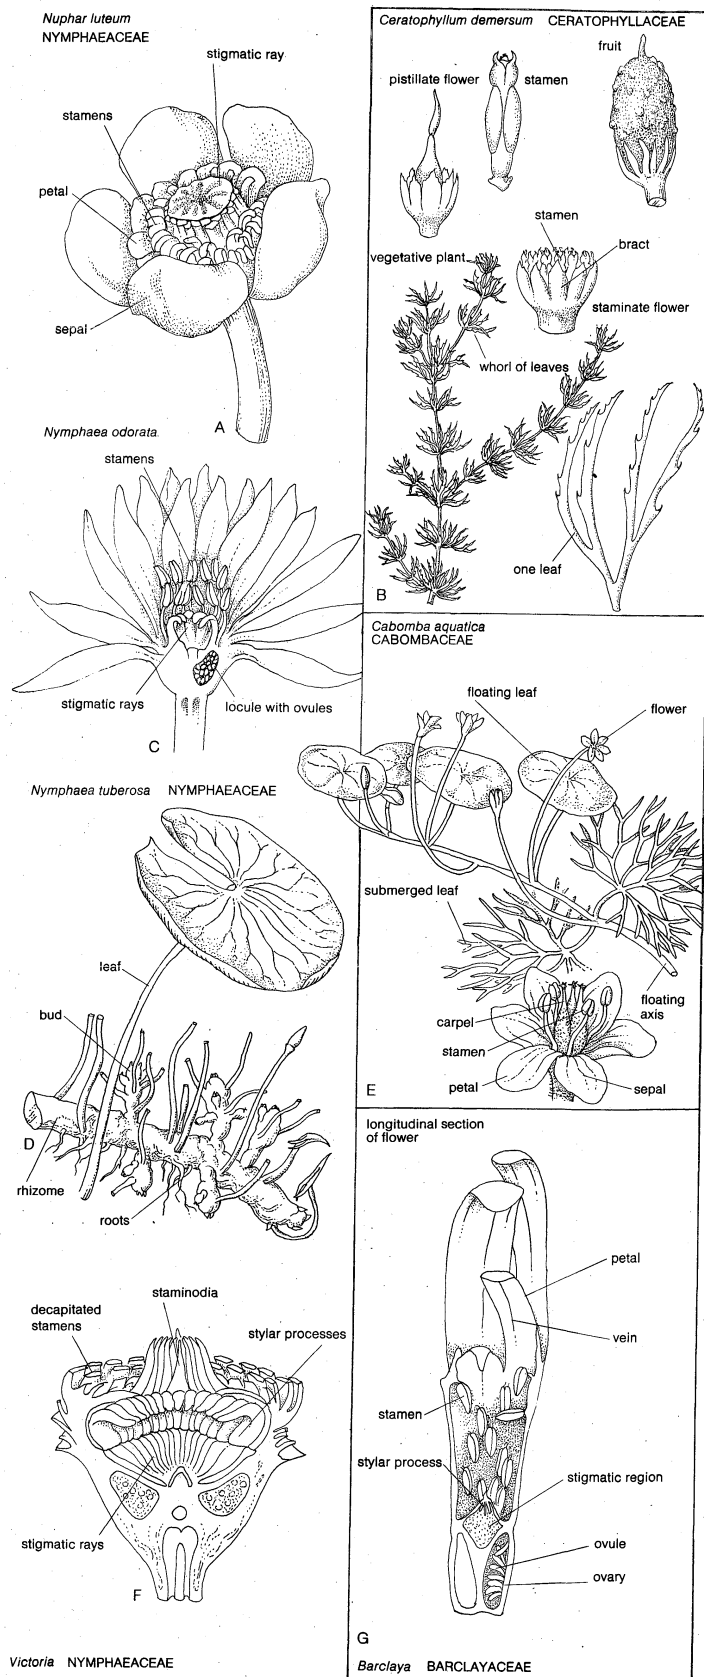 Nuphar luteum
NYMPHAEACEAE
stigmatic ray
stamens
petal
sepal
A
Ceratophyllum demersum CERATOPHYLLACEAE
fruit
pistillate flower
stamen
stamen
bract
vegetative plant
staminate flower
whorl of leaves
one leaf
B
Nymphaea odorata
stamens
stigmatic rays
locule with ovules
C
Cabomba aquatica
CABOMBACEAE
floating leaf
flower
submerged leaf
floating
axis
carpel
stamen
petal
sepal
E
Nymphaea tuberosa NYMPHAEACEAE
leaf
bud
D
rhizome
roots
longitudinal section
of flower
petal
vein
stamen
stylar process
stigmatic region
ovule
ovary
G
Barclaya BARCLAYACEAE
staminodia
decapitated
stamens
stylar processes
stigmatic rays
F
Victoria NYMPHAEACEAE